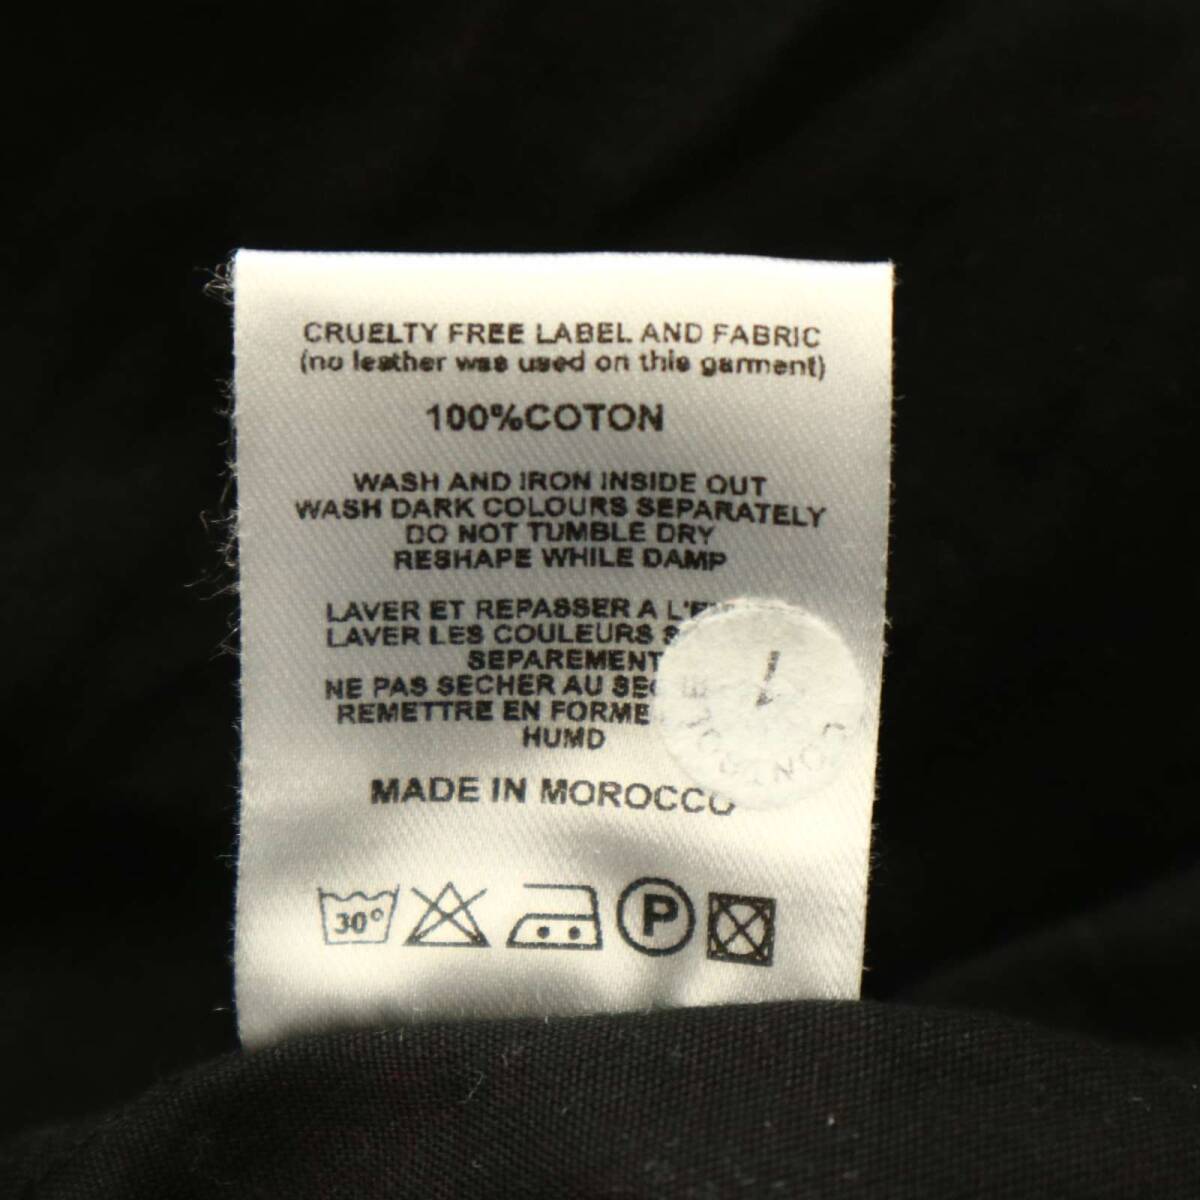 CRUELTY FREE LABEL AND FABRIC
(no leather was used on this garment)
100%COTON
WASH AND IRON INSIDE OUT
WASH DARK COLOURS SEPARATELY
DO NOT TUMBLE DRY
RESHAPE WHILE DAMP
LAVER ET REPASSER A
LAVER LES COULEURS
SEPAREMENT
NE PAS SECHER AU
REMETTRE EN FORME
HUMD
CONTROLE
MADE IN MOROCCO
30°
P